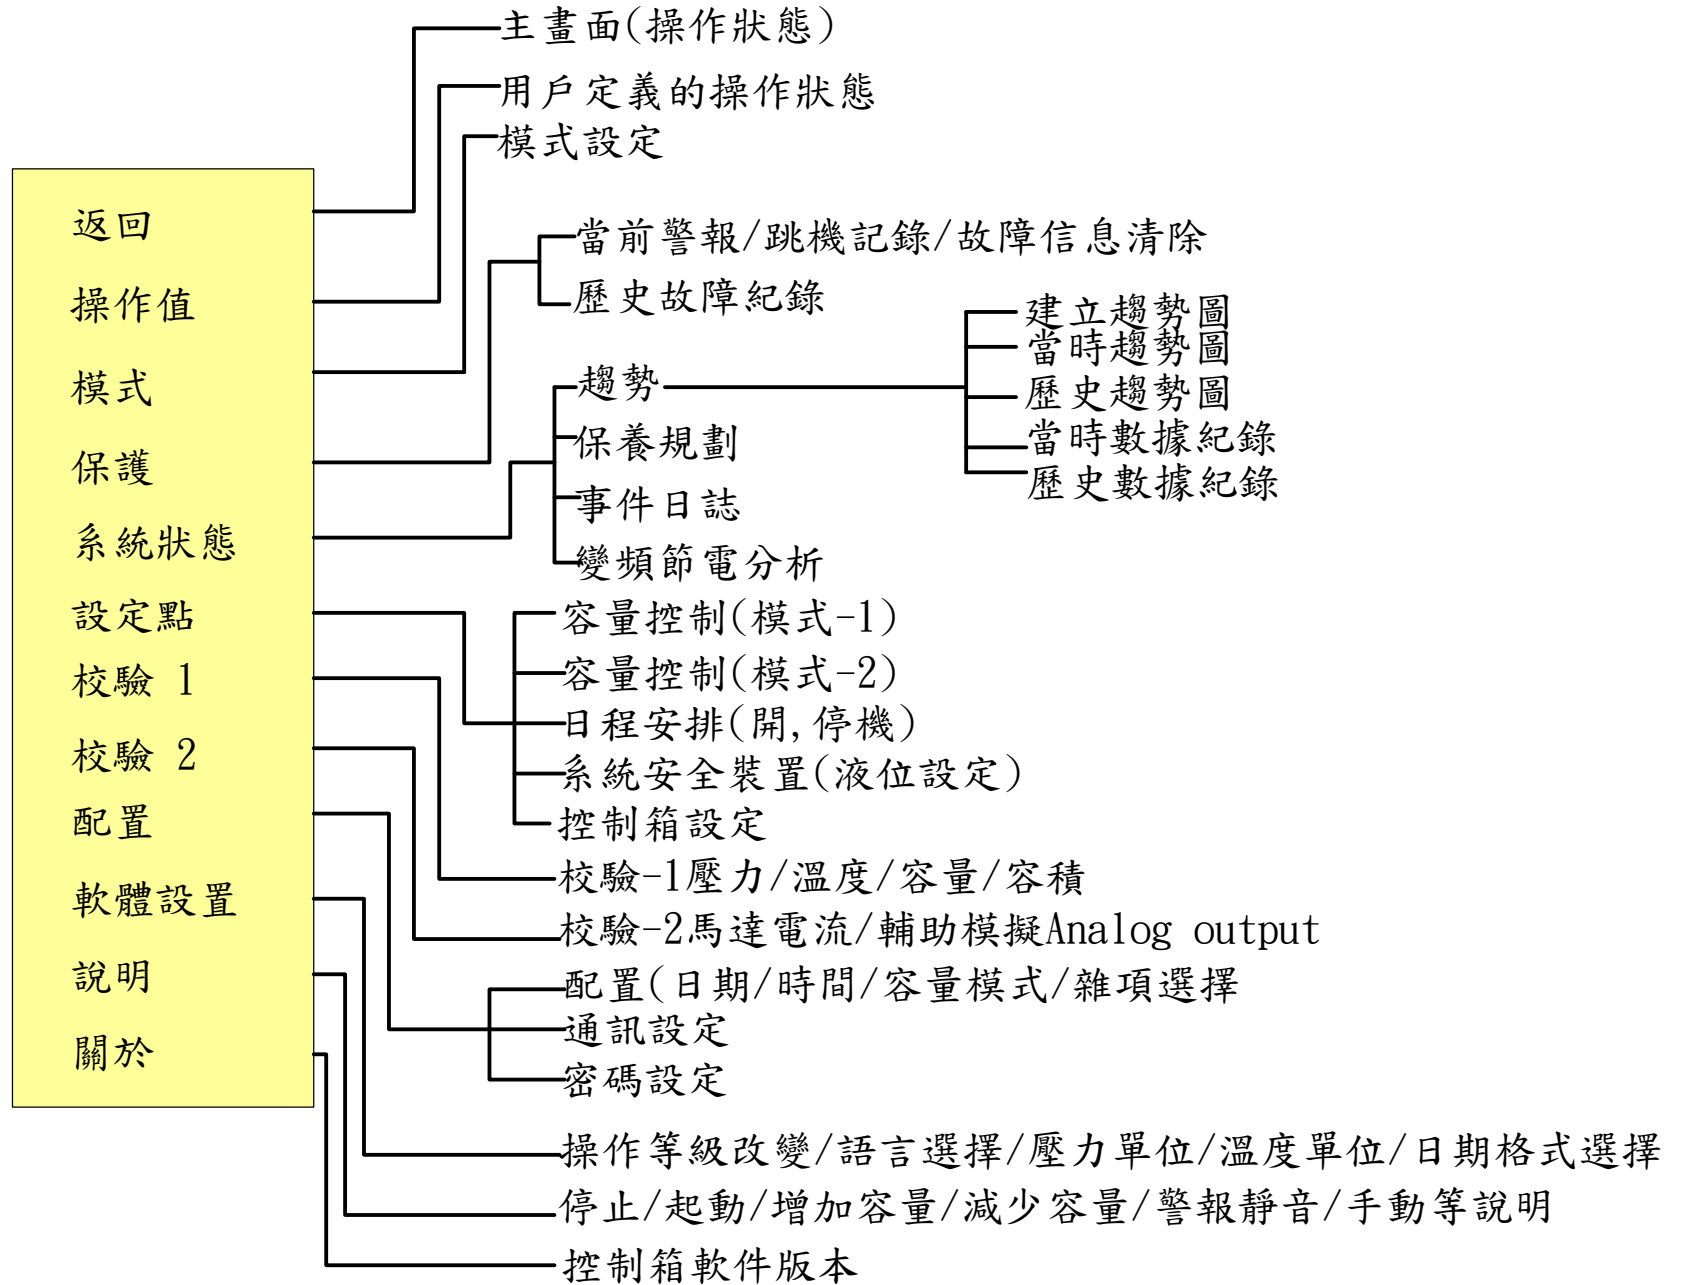 主畫面(操作狀態)
用戶定義的操作狀態
模式設定
返回
操作值
模式
保護
系統狀態
設定點
校驗 1
校驗 2
配置
軟體設置
說明
關於
當前警報/跳機記錄/故障信息清除
歷史故障紀錄
趨勢
保養規劃
事件日誌
變頻節電分析
建立趨勢圖
當時趨勢圖
歷史趨勢圖
當時數據紀錄
歷史數據紀錄
容量控制(模式-1)
容量控制(模式-2)
日程安排(開,停機)
系統安全裝置(液位設定)
控制箱設定
校驗-1壓力/溫度/容量/容積
校驗-2馬達電流/輔助模擬Analog output
配置(日期/時間/容量模式/雜項選擇
通訊設定
密碼設定
操作等級改變/語言選擇/壓力單位/溫度單位/日期格式選擇
停止/起動/增加容量/減少容量/警報靜音/手動等說明
控制箱軟件版本